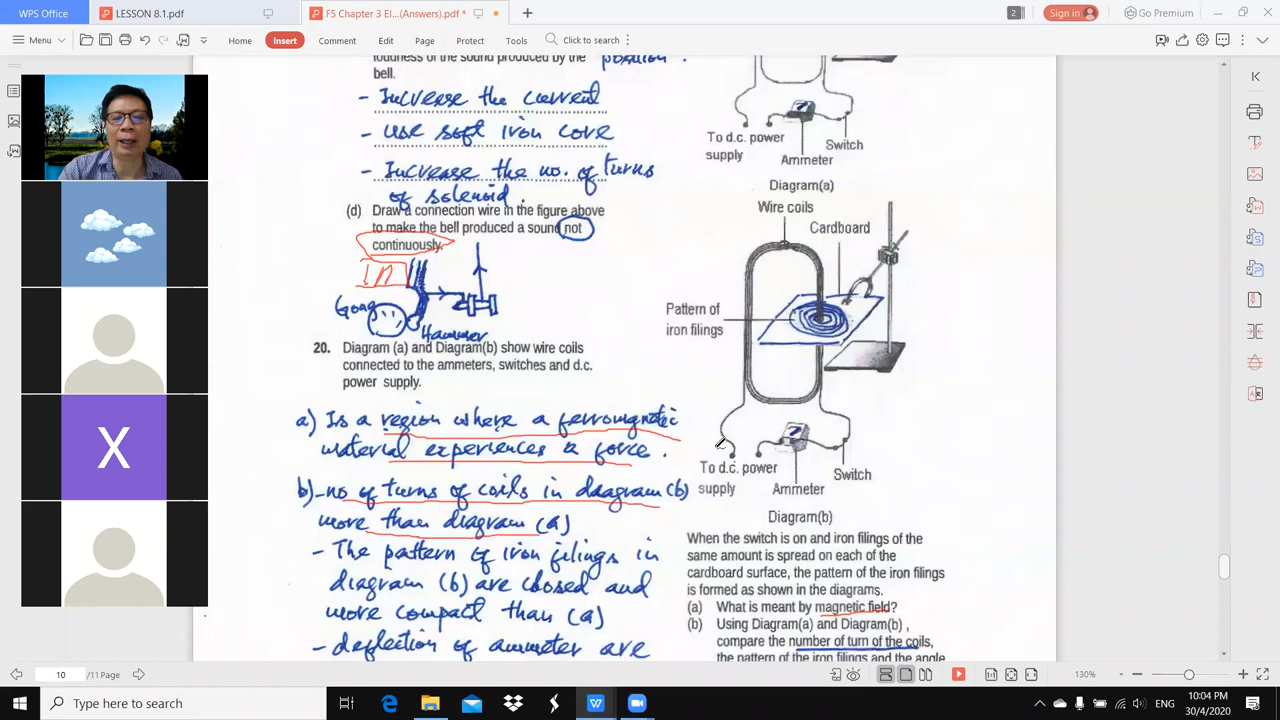 WPS Office
LESSON 8.1.pdf
F5 Chapter 3 El...(Answers).pdf *
2
Sign in
Go Premium
Menu
Home
Insert
Comment
Edit
Page
Protect
Tools
Click to search
loudness of the sound produced by the
position.
bell.
- Increase the current
- use soft iron core
- Increase the no. of turns
of solenoid.
(d) Draw a connection wire in the figure above
to make the bell produced a sound not
continuously.
Gong
Hammer
20. Diagram (a) and Diagram(b) show wire coils
connected to the ammeters, switches and d.c.
power supply.
a) Is a region where a ferromagnetic
material experiences a force.
b) - no of turns of coils in diagram (b)
more than diagram (a)
- The pattern of iron filings in
diagram (b) are closed and
more compact than (a)
- deflection of ammeter are
To d.c. power
supply
Switch
Ammeter
Diagram(a)
Wire coils
Cardboard
Pattern of
iron filings
To d.c. power
supply
Switch
Ammeter
Diagram(b)
When the switch is on and iron filings of the
same amount is spread on each of the
cardboard surface, the pattern of the iron filings
is formed as shown in the diagrams.
(a) What is meant by magnetic field?
(b) Using Diagram(a) and Diagram(b) ,
compare the number of turn of the coils,
the pattern of the iron filings and the angle
X
10
/11 Page
130%
Type here to search
ENG
10:04 PM
30/4/2020